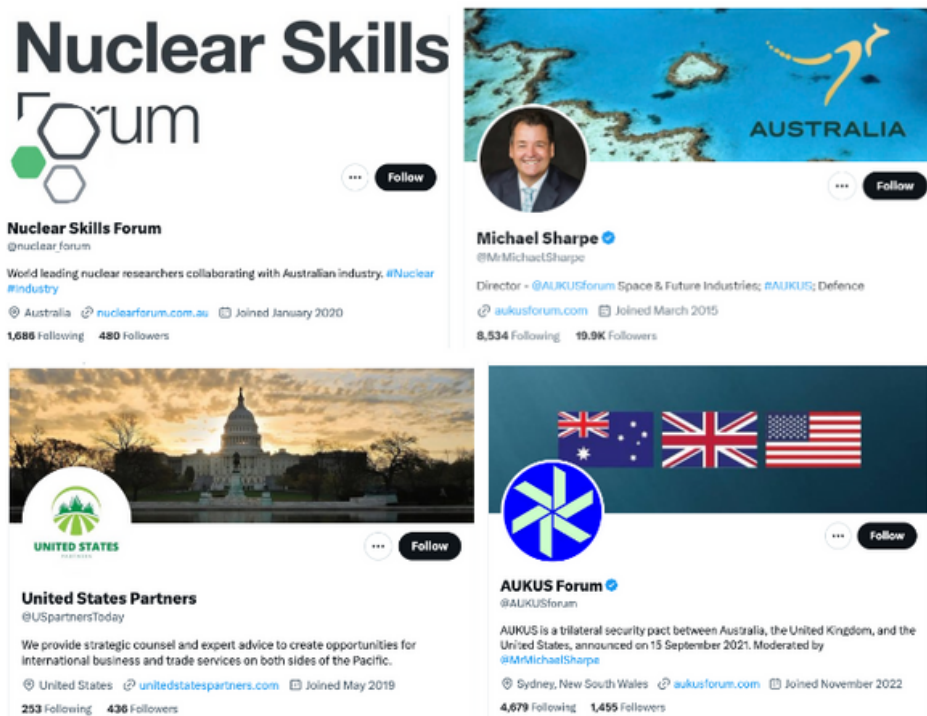 Nuclear Skills
Forum
Follow
Nuclear Skills Forum
@nuclear_forum
World leading nuclear researchers collaborating with Australian industry. #Nuclear
#Industry
Australia nuclearforum.com.au Joined January 2020
1,686 Following 480 Followers
AUSTRALIA
Follow
Michael Sharpe
@MrMichaelSharpe
Director - @AUKUSforum Space & Future Industries; #AUKUS; Defence
aukusforum.com Joined March 2015
8,534 Following 19.9K Followers
UNITED STATES
PARTNERS
Follow
United States Partners
@USpartnersToday
We provide strategic counsel and expert advice to create opportunities for
international business and trade services on both sides of the Pacific.
United States unitedstatespartners.com Joined May 2019
253 Following 436 Followers
Follow
AUKUS Forum
@AUKUSforum
AUKUS is a trilateral security pact between Australia, the United Kingdom, and the
United States, announced on 15 September 2021. Moderated by
@MrMichaelSharpe
Sydney, New South Wales aukusforum.com Joined November 2022
4,679 Following 1,455 Followers